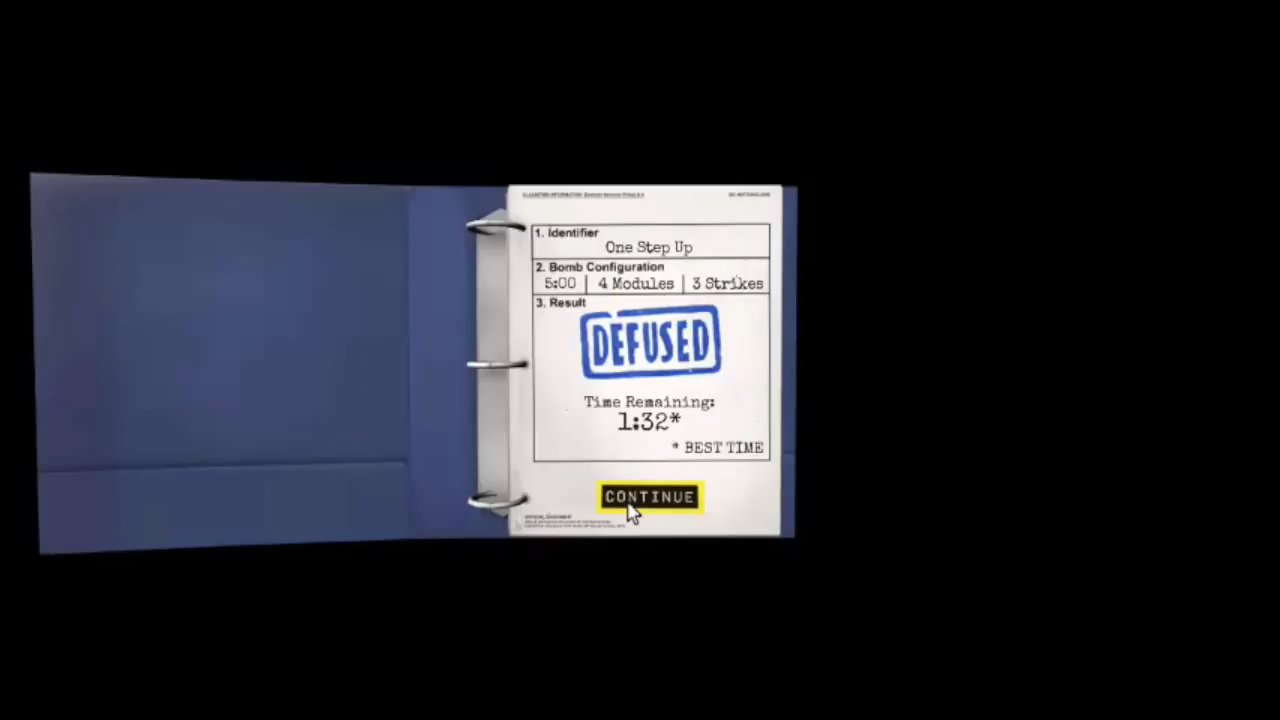 1. Identifier
One Step Up
2. Bomb Configuration
5:00 4 Modules 3 Strikes
3. Result
DEFUSED
Time Remaining:
1:32*
* BEST TIME
CONTINUE